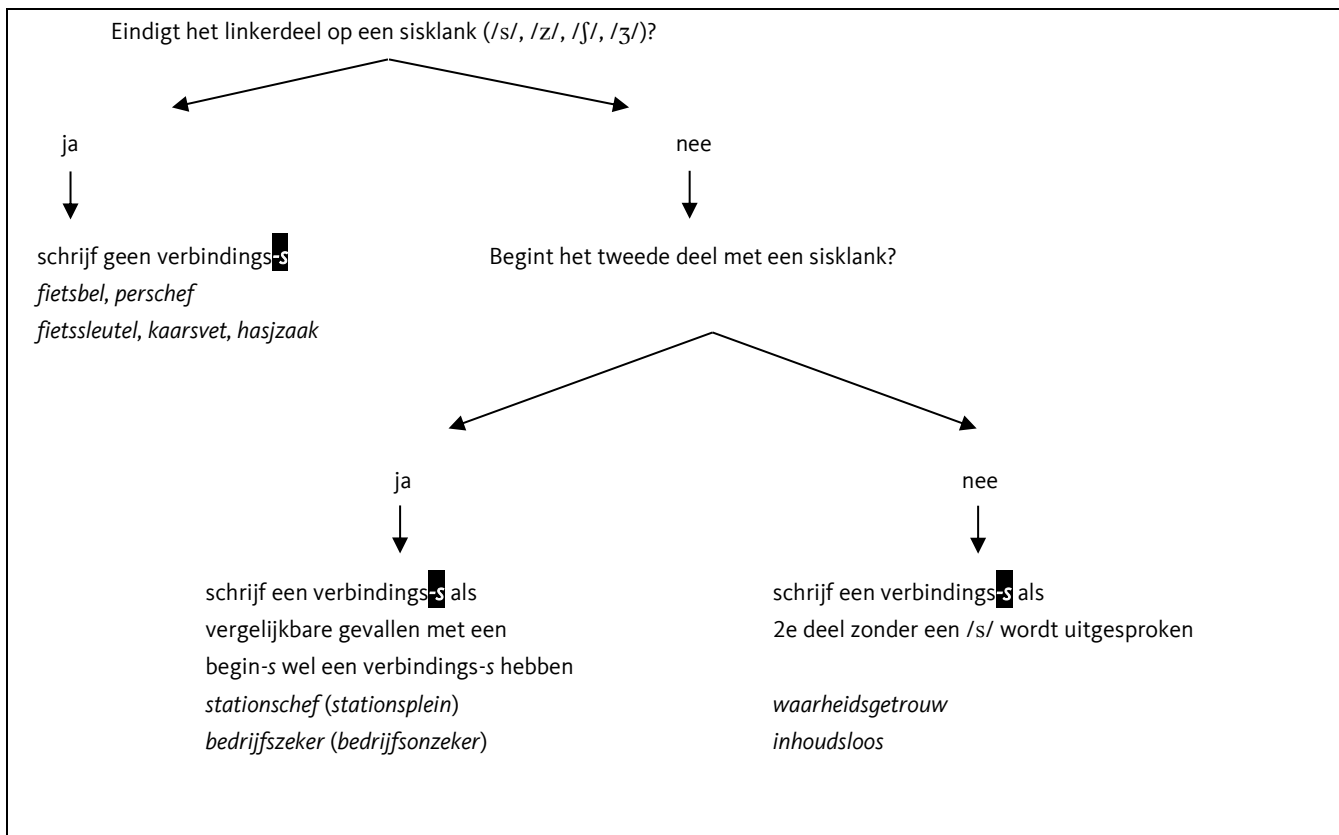 Eindigt het linkerdeel op een sisklank (/s/, /z/, /ʃ/, /ʒ/)?
ja
nee
schrijf geen verbindings-s
fietsbel, perschef
fietssleutel, kaarsvet, hasjzaak
Begint het tweede deel met een sisklank?
ja
nee
schrijf een verbindings-s als
vergelijkbare gevallen met een
begin-s wel een verbindings-s hebben
stationschef (stationsplein)
bedrijfszeker (bedrijfsonzeker)
schrijf een verbindings-s als
2e deel zonder een /s/ wordt uitgesproken
waarheidsgetrouw
inhoudsloos